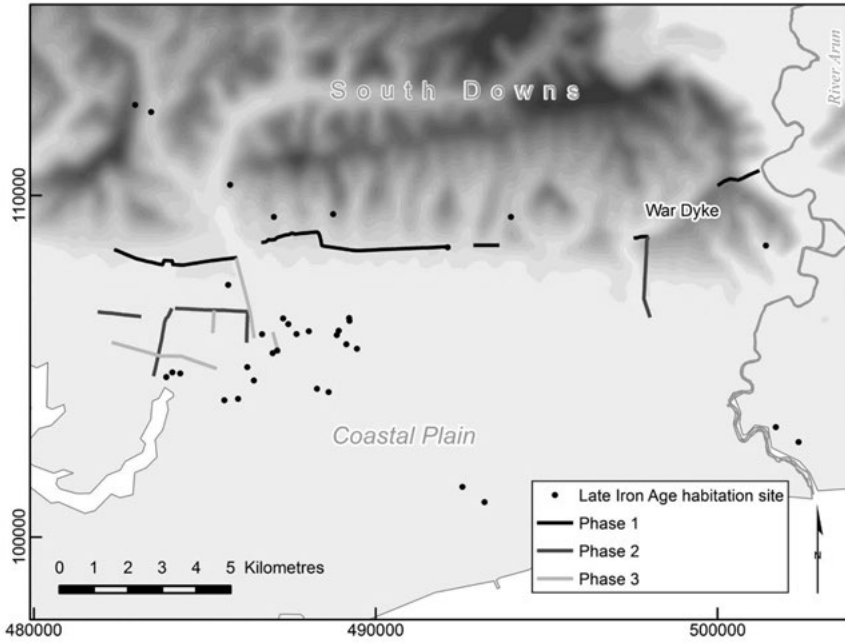 South Downs
River Arun
110000
War Dyke
Coastal Plain
Late Iron Age habitation site
Phase 1
Phase 2
Phase 3
100000
0 1 2 3 4 5 Kilometres
N
480000 490000 500000